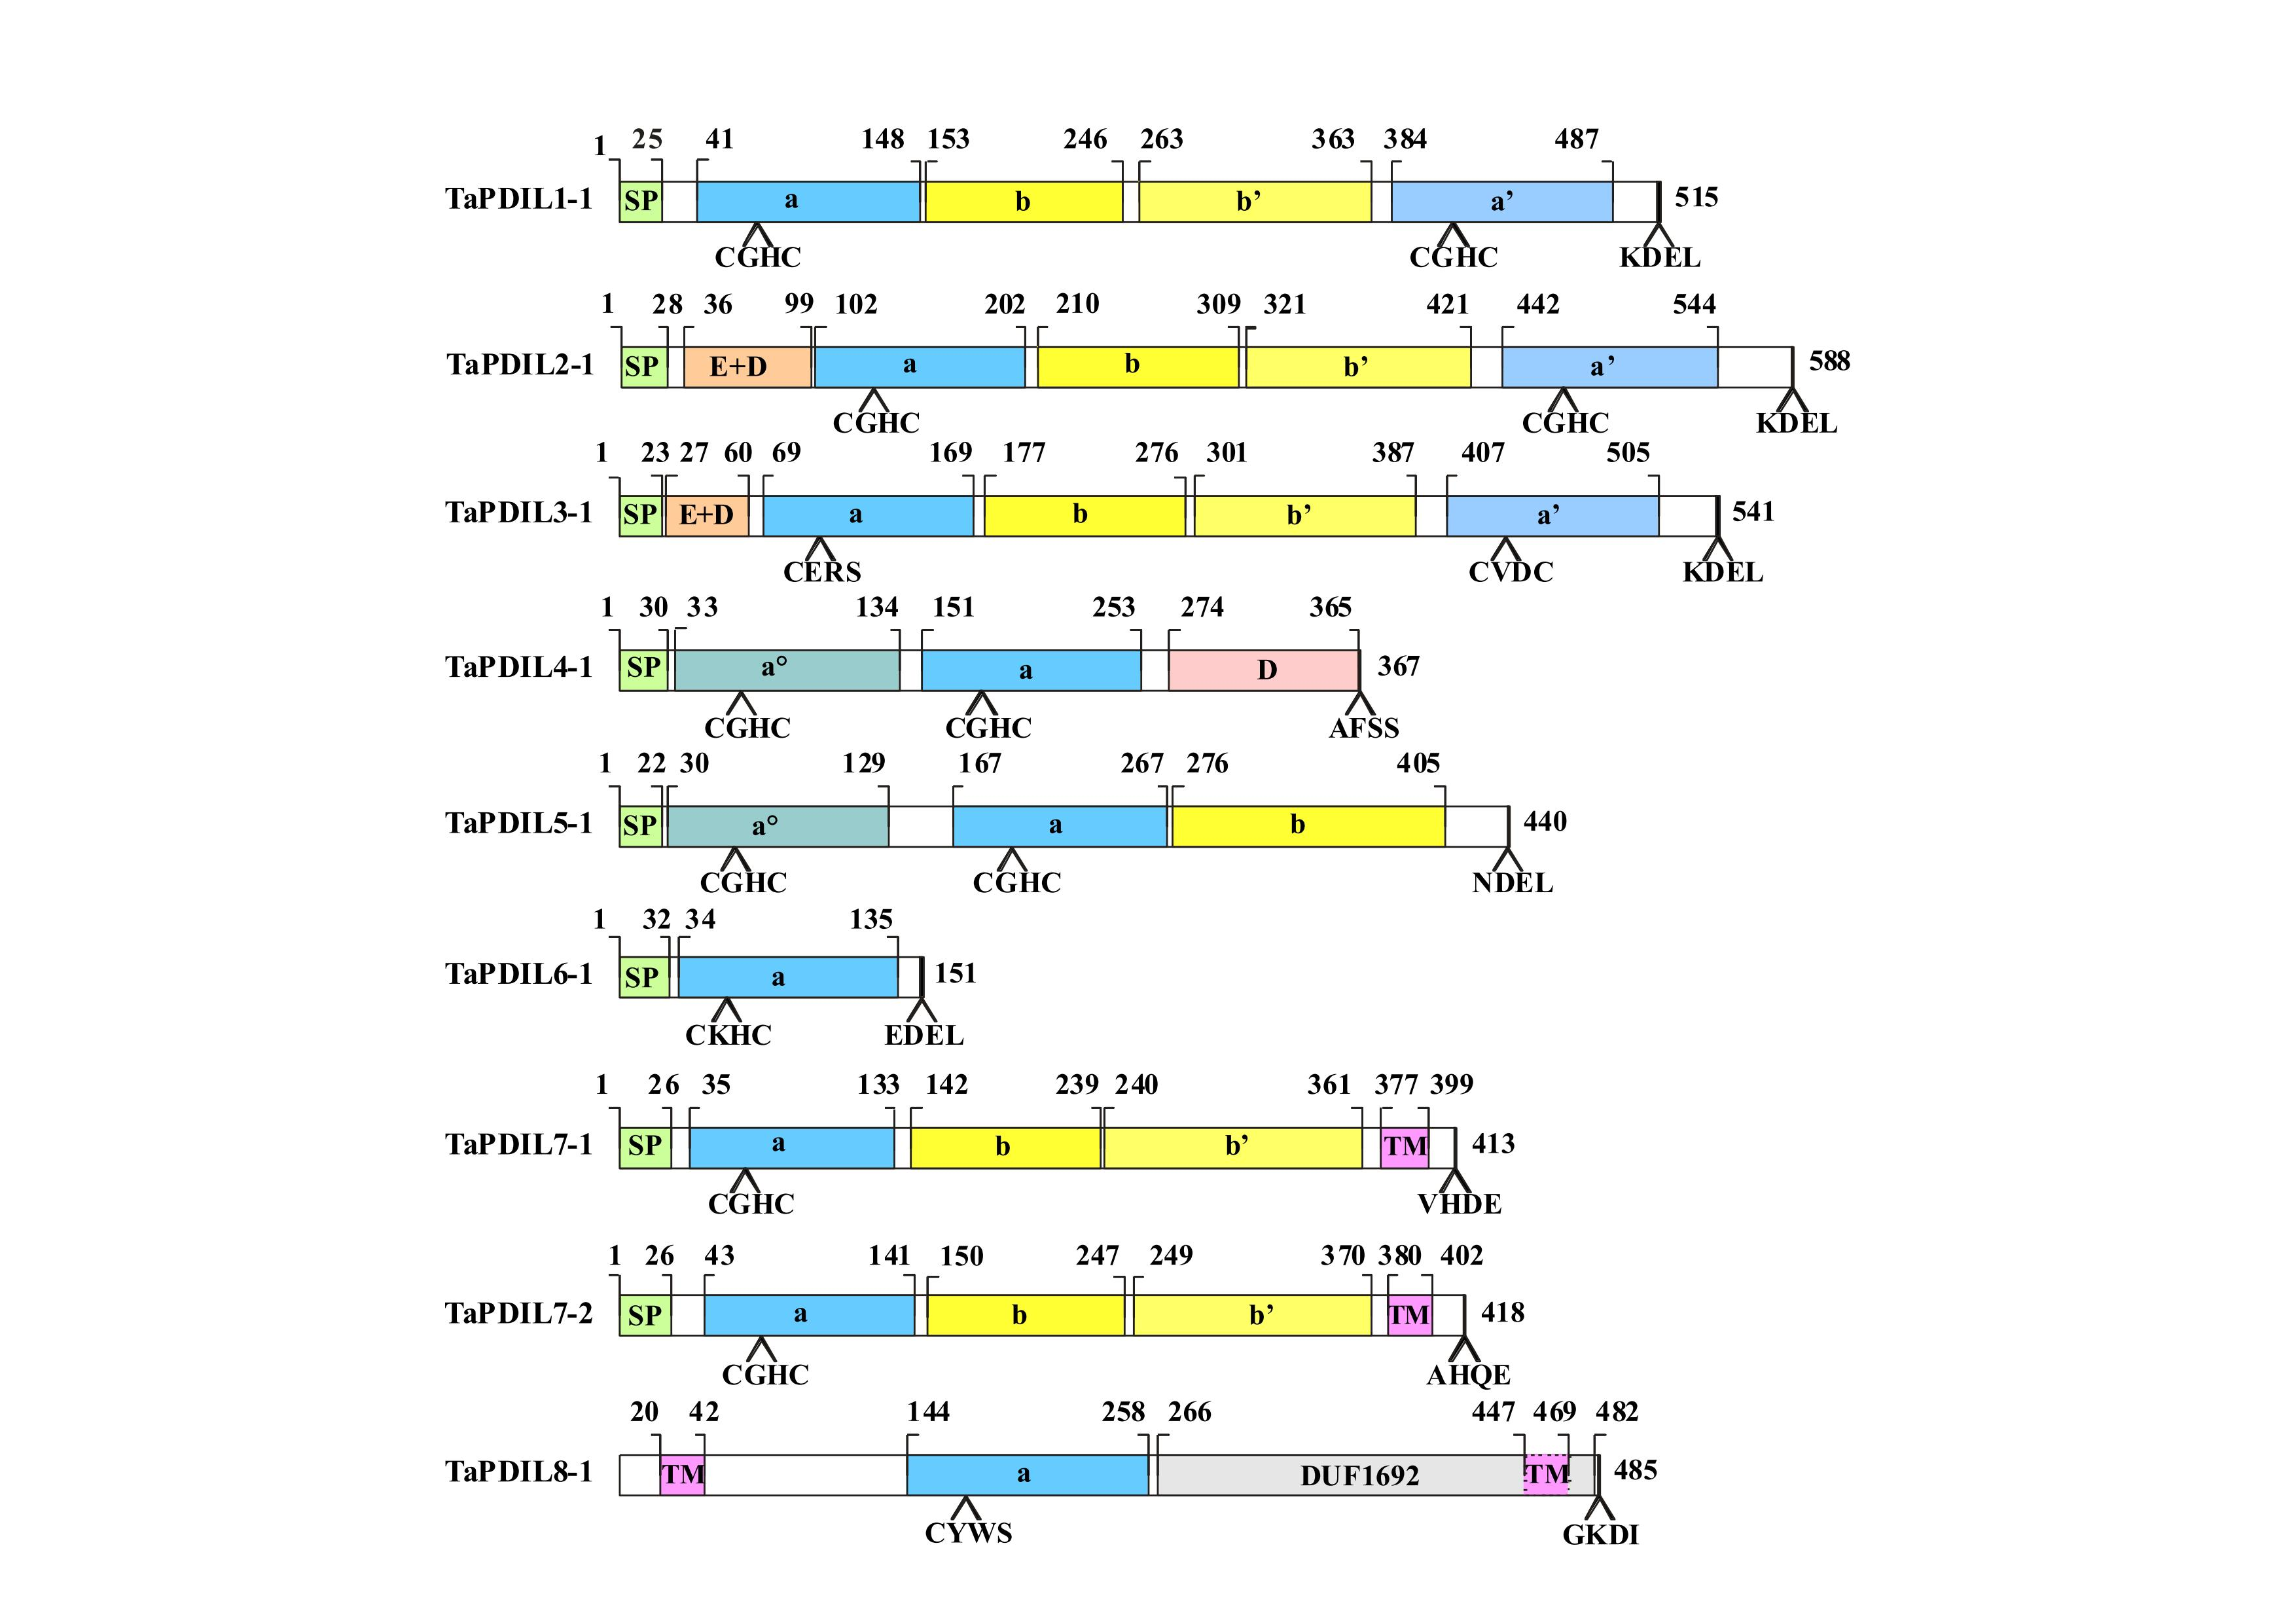 1 25 41 148 153 246 263 363 384 487
TaPDIL1-1 SP a b b’ a’ 515
CGHC CGHC KDEL
1 28 36 99 102 202 210 309 321 421 442 544
TaPDIL2-1 SP E+D a b b’ a’ 588
CGHC CGHC KDEL
1 23 27 60 69 169 177 276 301 387 407 505
TaPDIL3-1 SP E+D a b b’ a’ 541
CERS CVDC KDEL
1 30 33 134 151 253 274 365
TaPDIL4-1 SP a° a D 367
CGHC CGHC AFSS
1 22 30 129 167 267 276 405
TaPDIL5-1 SP a° a b 440
CGHC CGHC NDEL
1 32 34 135
TaPDIL6-1 SP a 151
CKHC EDEL
1 26 35 133 142 239 240 361 377 399
TaPDIL7-1 SP a b b’ TM 413
CGHC VHDE
1 26 43 141 150 247 249 370 380 402
TaPDIL7-2 SP a b b’ TM 418
CGHC AHQE
20 42 144 258 266 447 469 482
TaPDIL8-1 TM a DUF1692 TM 485
CYWS GKDI